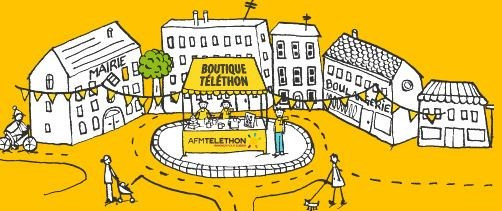 MAIRIE
BOUTIQUE
TÉLÉTHON
BOULANGERIE
AFMTELETHON